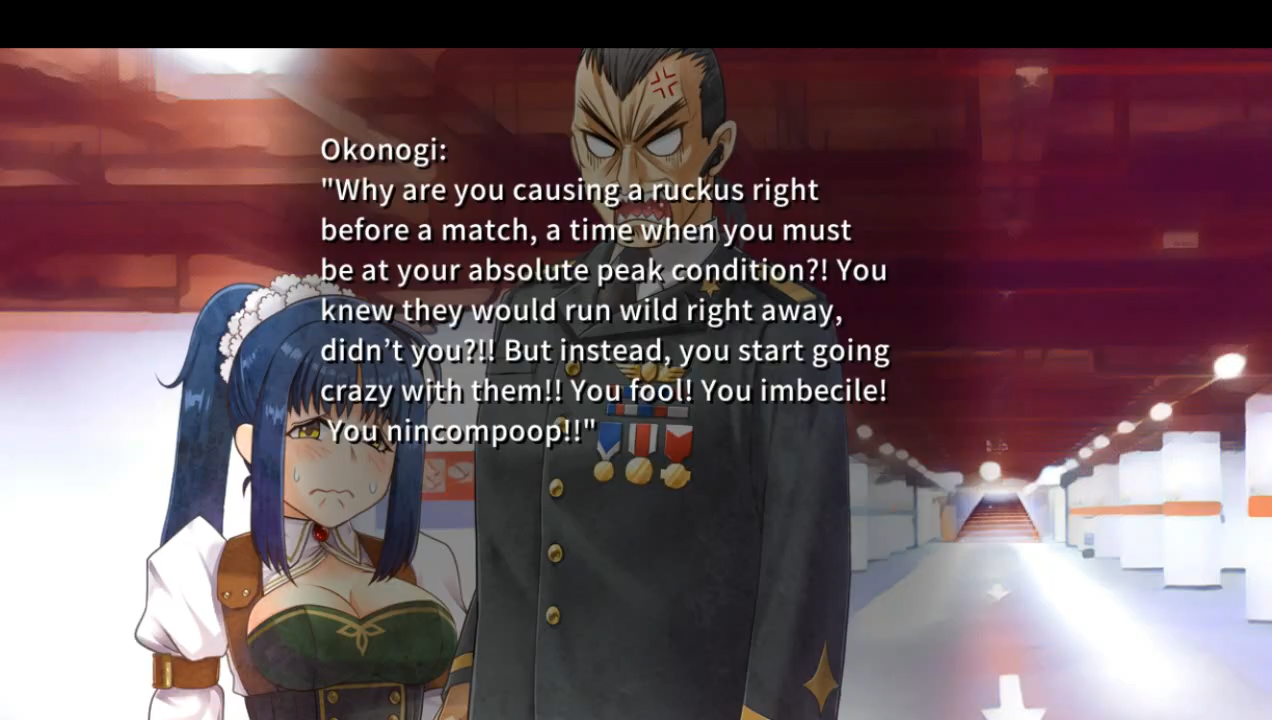 Okonogi:
"Why are you causing a ruckus right
before a match, a time when you must
be at your absolute peak condition?! You
knew they would run wild right away,
didn’t you?!! But instead, you start going
crazy with them!! You fool! You imbecile!
You nincompoop!!"